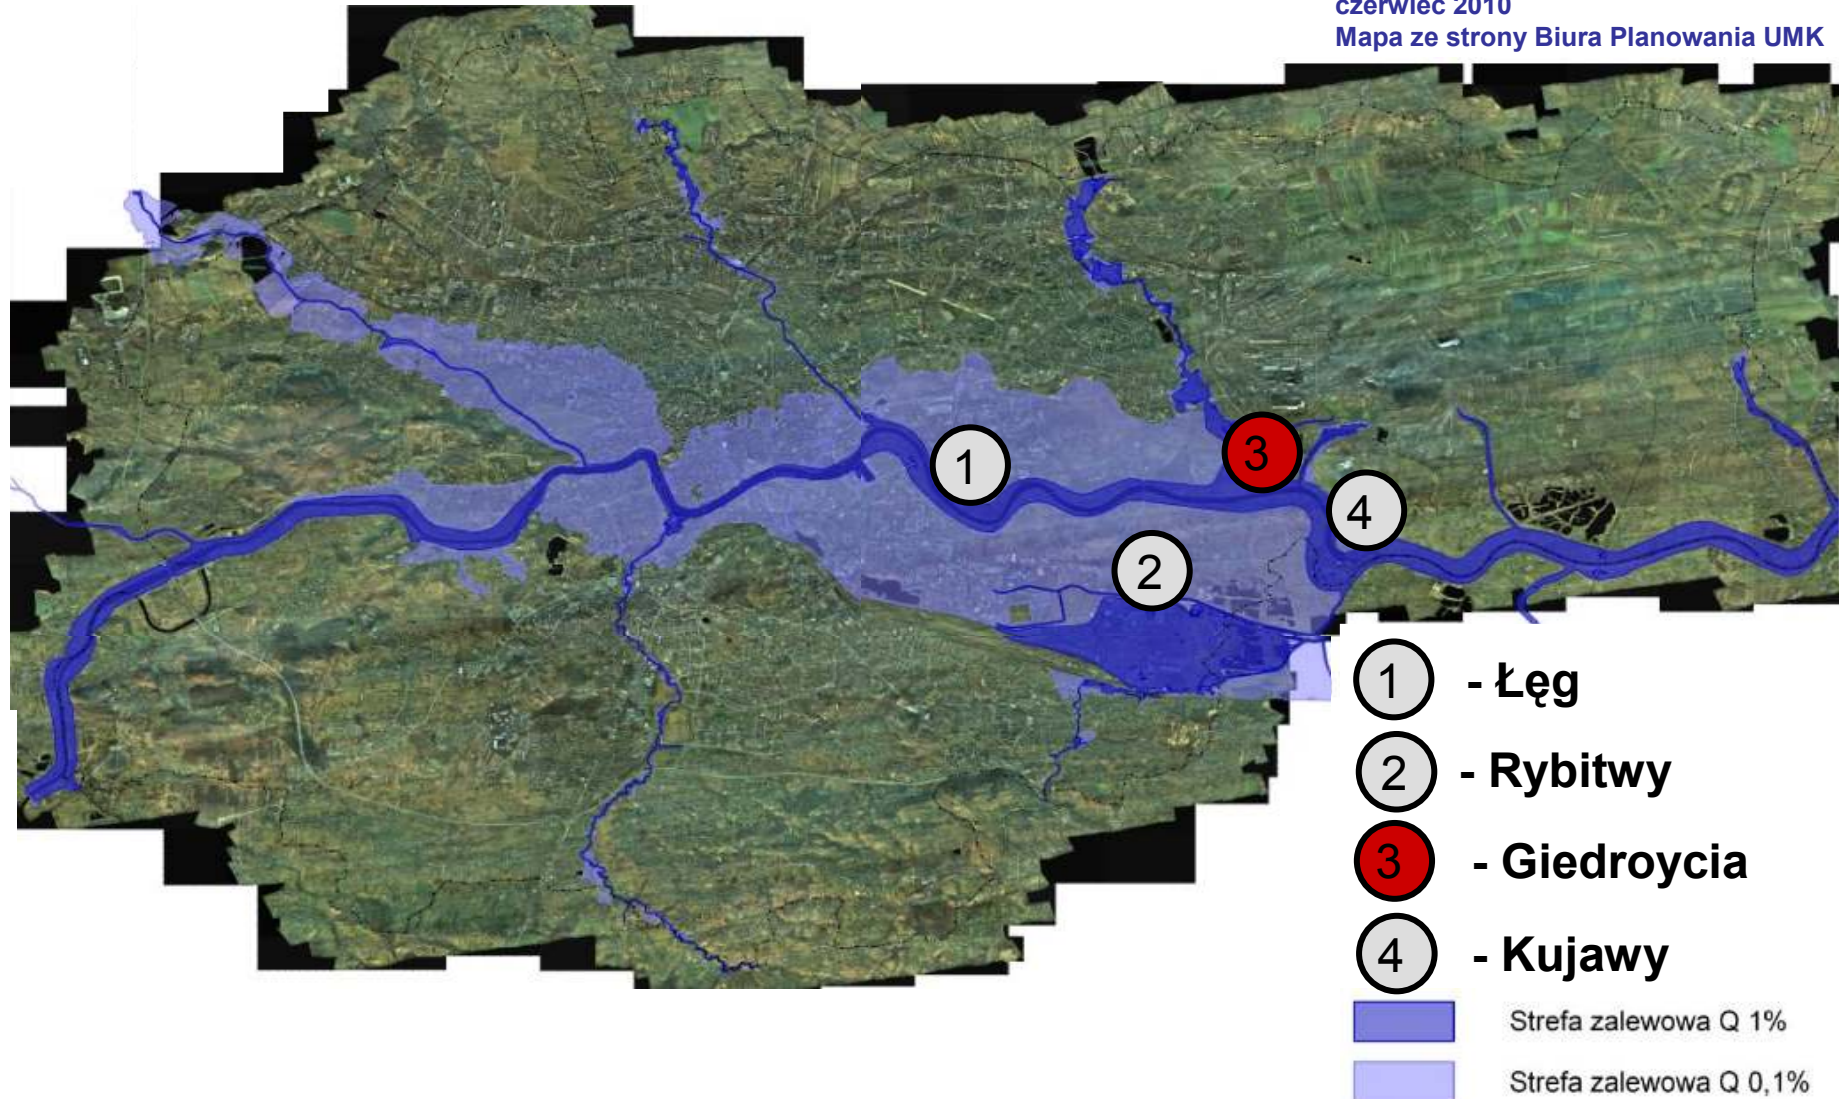 czerwiec 2010
Mapa ze strony Biura Planowania UMK
1
3
4
2
1 - Łęg
2 - Rybitwy
3 - Giedroycia
4 - Kujawy
Strefa zalewowa Q 1%
Strefa zalewowa Q 0,1%